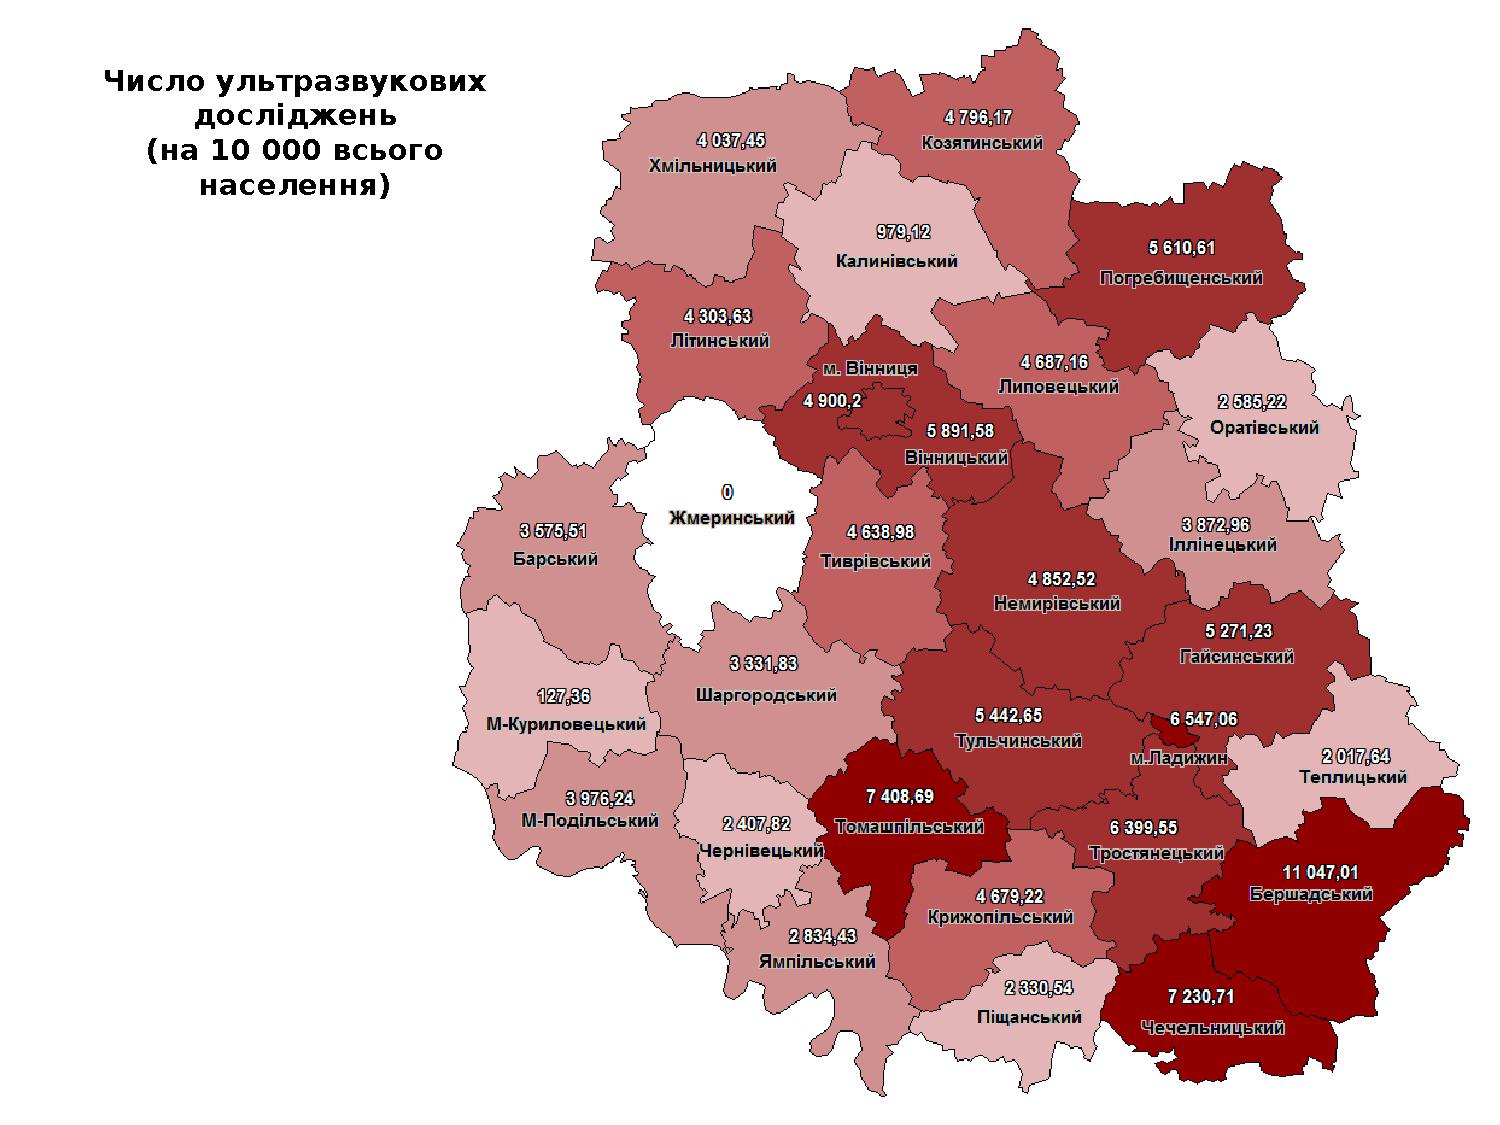 Число ультразвукових
досліджень
(на 10 000 всього
населення)
4 796,17
Козятинський
4 037,45
Хмільницький
979,12
Калинівський
5 610,61
Погребищенський
4 303,63
Літинський
м. Вінниця
4 900,2
4 687,16
Липовецький
2 585,22
Оратівський
5 891,58
Вінницький
0
Жмеринський
3 575,51
Барський
4 638,98
Тиврівський
3 872,96
Іллінецький
4 852,52
Немирівський
5 271,23
Гайсинський
3 331,83
Шаргородський
127,36
М-Куриловецький
5 442,65
Тульчинський
6 547,06
м.Ладижин
2 017,64
Теплицький
3 976,24
М-Подільський
2 407,82
Чернівецький
7 408,69
Томашпільський
6 399,55
Тростянецький
11 047,01
Бершадський
4 679,22
Крижопільський
2 834,43
Ямпільський
2 330,54
Піщанський
7 230,71
Чечельницький